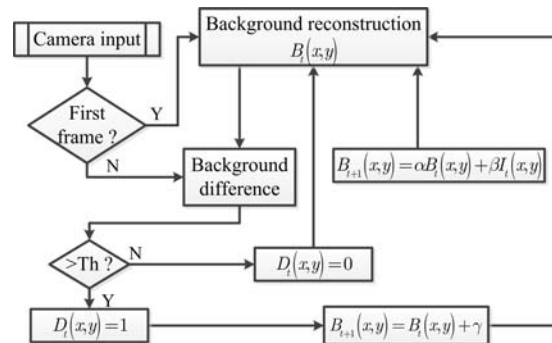 Camera input
Background reconstruction
B_t(x,y)
First
frame ?
Y
N
Background
difference
B_{t+1}(x,y)=αB_t(x,y)+βI_t(x,y)
>Th ?
N
D_t(x,y)=0
Y
D_t(x,y)=1
B_{t+1}(x,y)=B_t(x,y)+γ